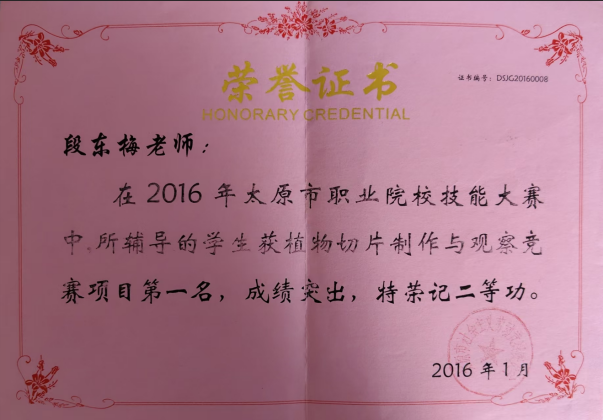 荣誉证书
证书编号：DSJG20160008
HONORARY CREDENTIAL
段东梅老师：
在2016年太原市职业院校技能大赛
中,所辅导的学生获植物切片制作与观察竞
赛项目第一名，成绩突出，特荣记二等功。
2016年1月